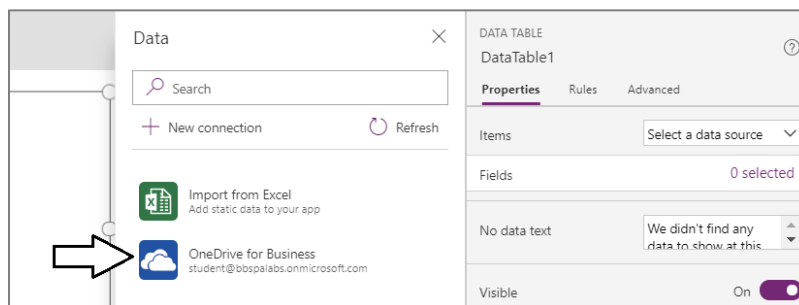 Data
Search
New connection
Refresh
Import from Excel
Add static data to your app
OneDrive for Business
student@bbspalabs.onmicrosoft.com
DATA TABLE
DataTable1
?
Properties Rules Advanced
Items
Select a data source
Fields
0 selected
No data text
We didn't find any
data to show at this
Visible
On